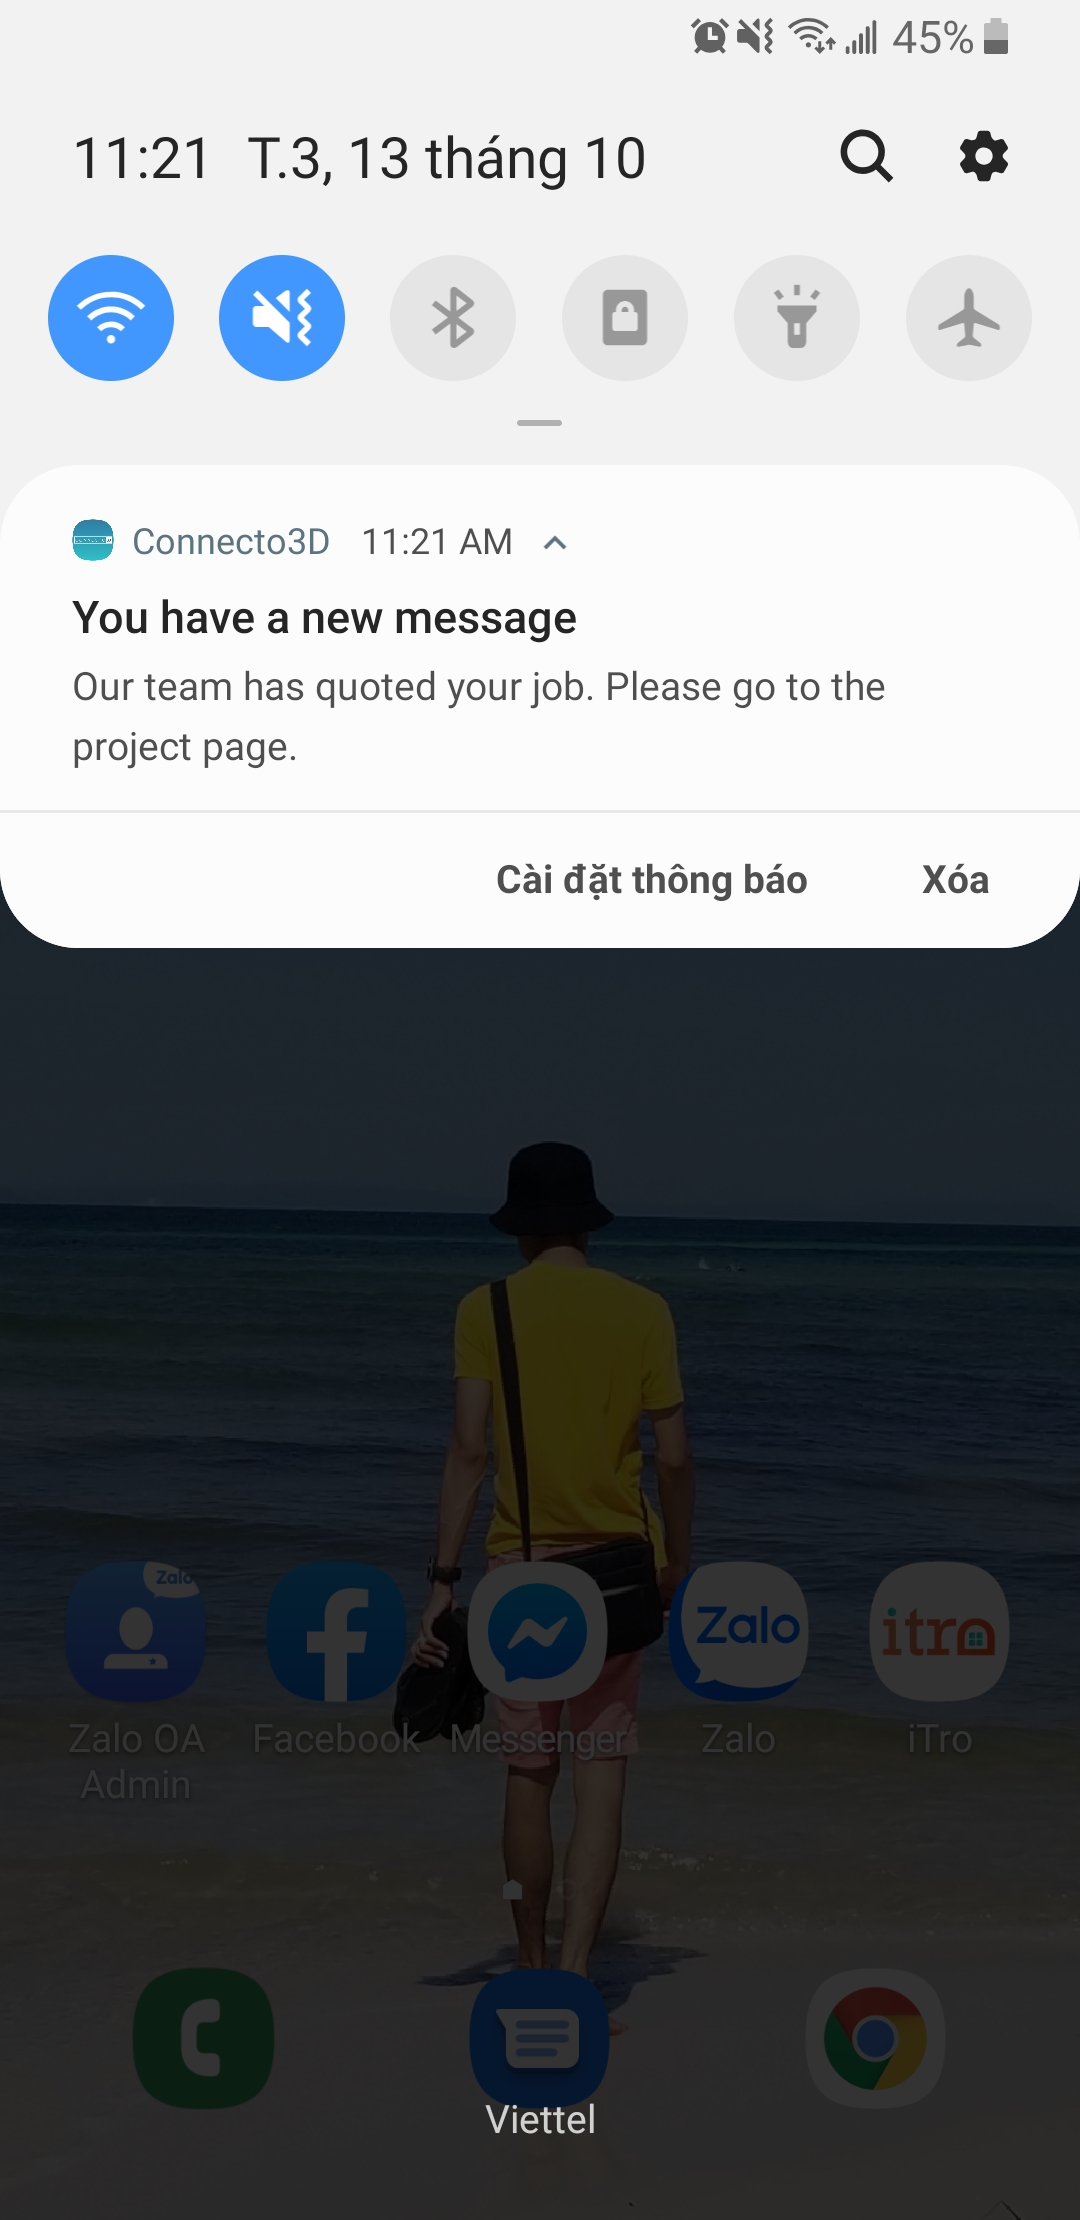 45%
11:21 T.3, 13 tháng 10
Connecto3D 11:21 AM
You have a new message
Our team has quoted your job. Please go to the
project page.
Cài đặt thông báo Xóa
Zalo
Zalo
itro
Zalo OA
Admin
Facebook
Messenger
Zalo
iTro
Viettel